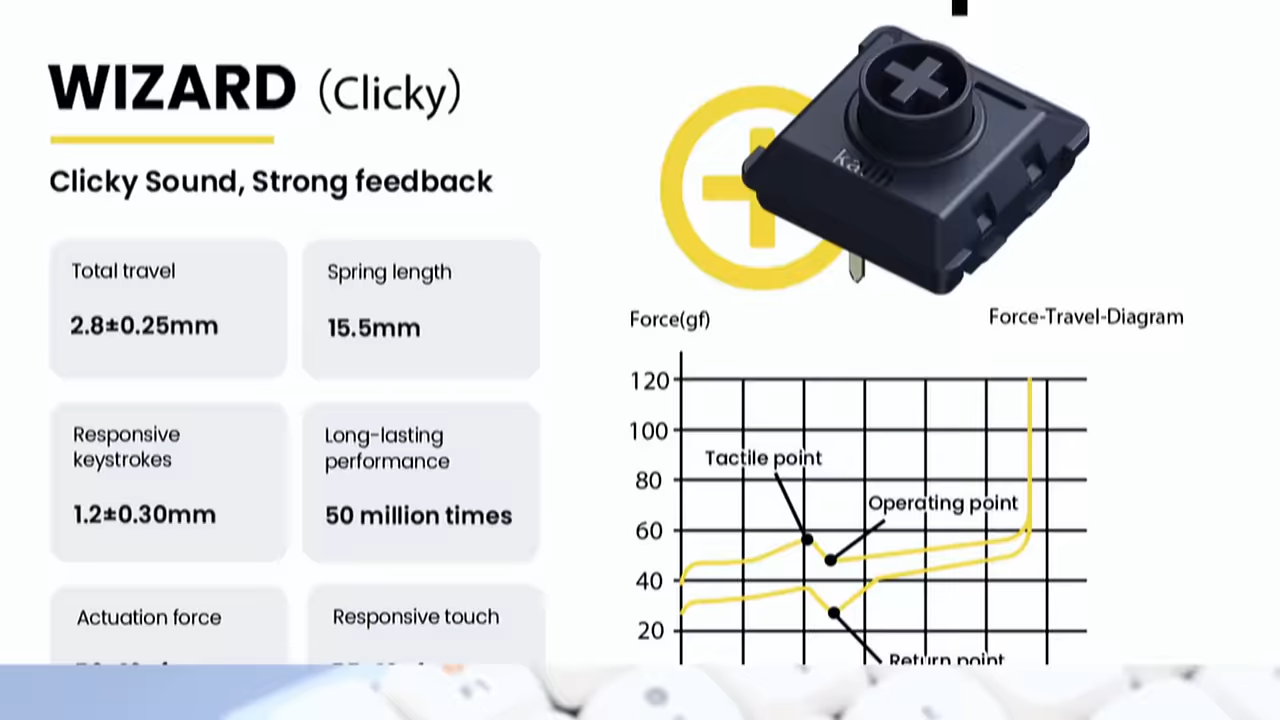 WIZARD (Clicky)
Clicky Sound, Strong feedback
Total travel
2.8±0.25mm
Spring length
15.5mm
Responsive
keystrokes
1.2±0.30mm
Long-lasting
performance
50 million times
Actuation force
Responsive touch
Force(gf)
Force-Travel-Diagram
120
100
80
60
40
20
Tactile point
Operating point
Return point